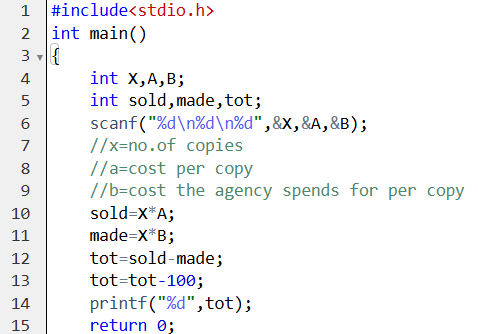 1 #include<stdio.h>
2 int main()
3 {
4 int X,A,B;
5 int sold,made,tot;
6 scanf("%d\n%d\n%d",&X,&A,&B);
7 //x=no.of copies
8 //a=cost per copy
9 //b=cost the agency spends for per copy
10 sold=X*A;
11 made=X*B;
12 tot=sold-made;
13 tot=tot-100;
14 printf("%d",tot);
15 return 0;